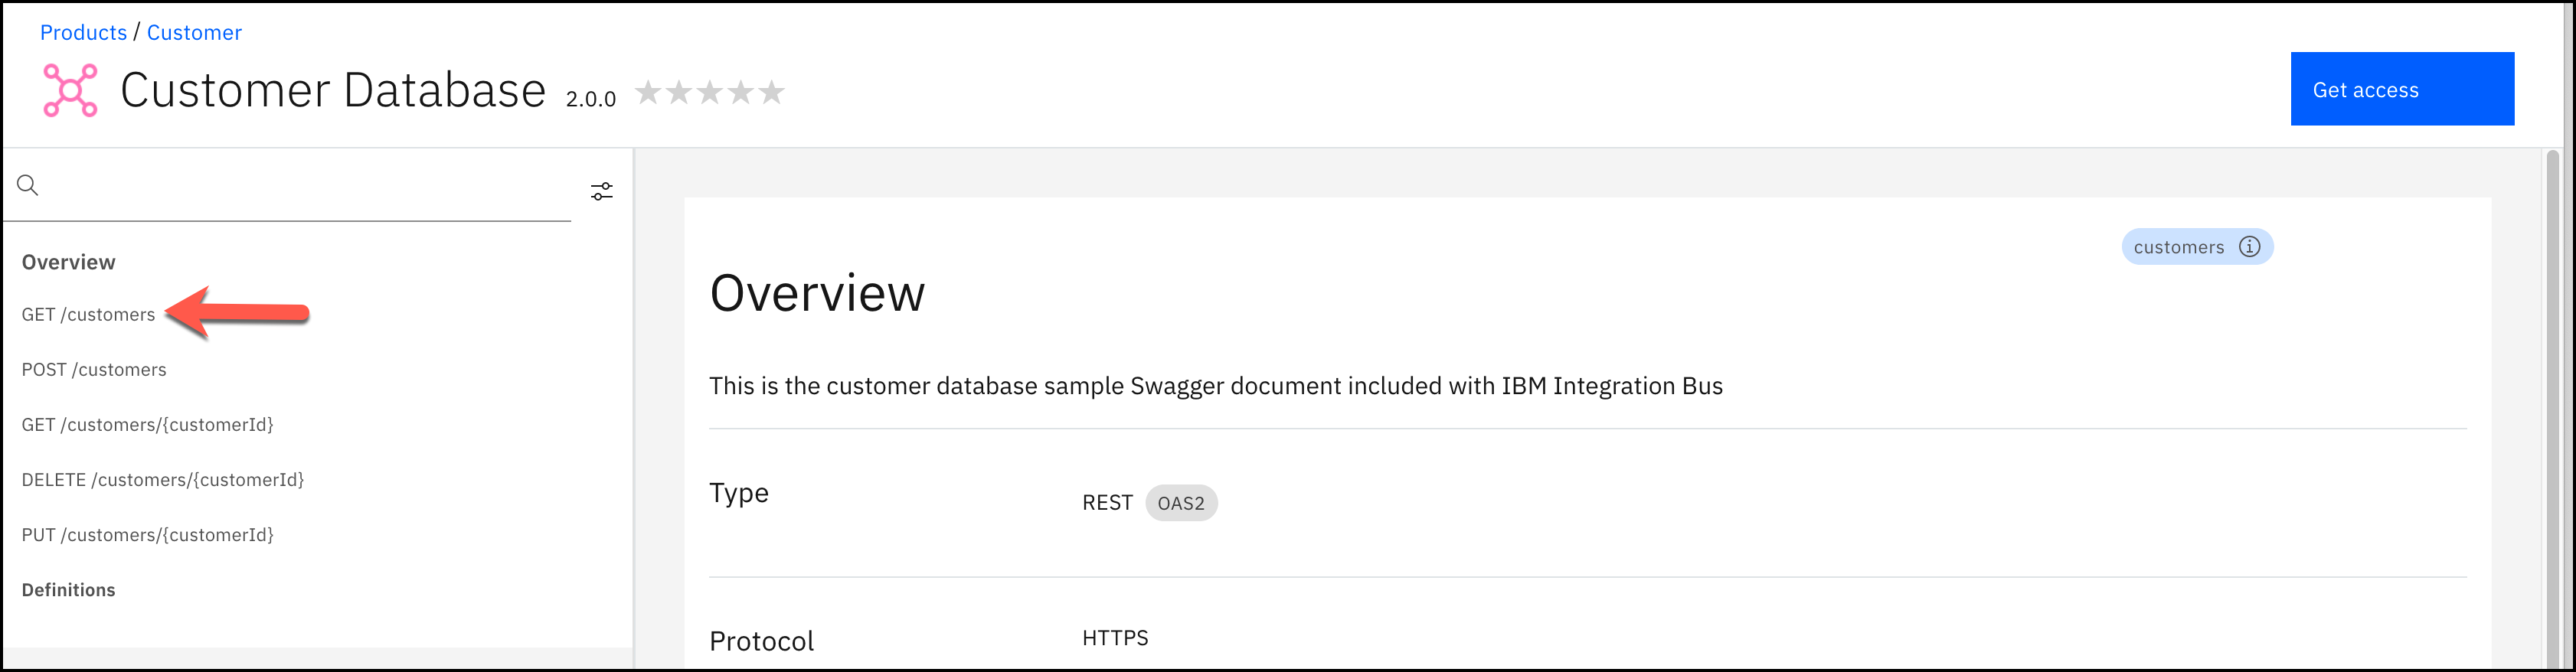 Products / Customer
Customer Database 2.0.0
Get access
Overview
GET /customers
POST /customers
GET /customers/{customerId}
DELETE /customers/{customerId}
PUT /customers/{customerId}
Definitions
customers
Overview
This is the customer database sample Swagger document included with IBM Integration Bus
Type REST OAS2
Protocol HTTPS